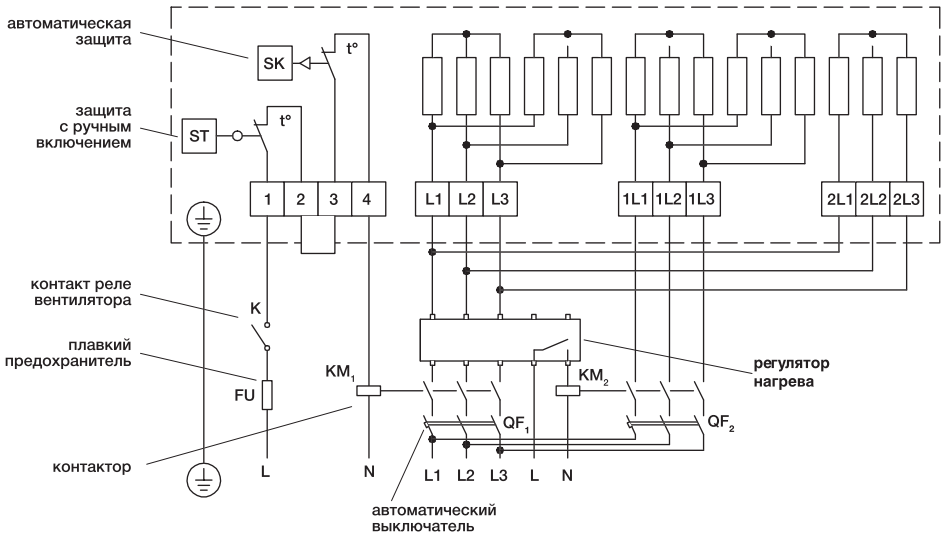 автоматическая
защита
SK
t°
защита
с ручным
включением
ST
t°
1 2 3 4
L1 L2 L3
1L1 1L2 1L3
2L1 2L2 2L3
контакт реле
вентилятора
K
плавкий
предохранитель
FU
KM1
KM2
регулятор
нагрева
QF1
QF2
контактор
L N L1 L2 L3 L N
автоматический
выключатель